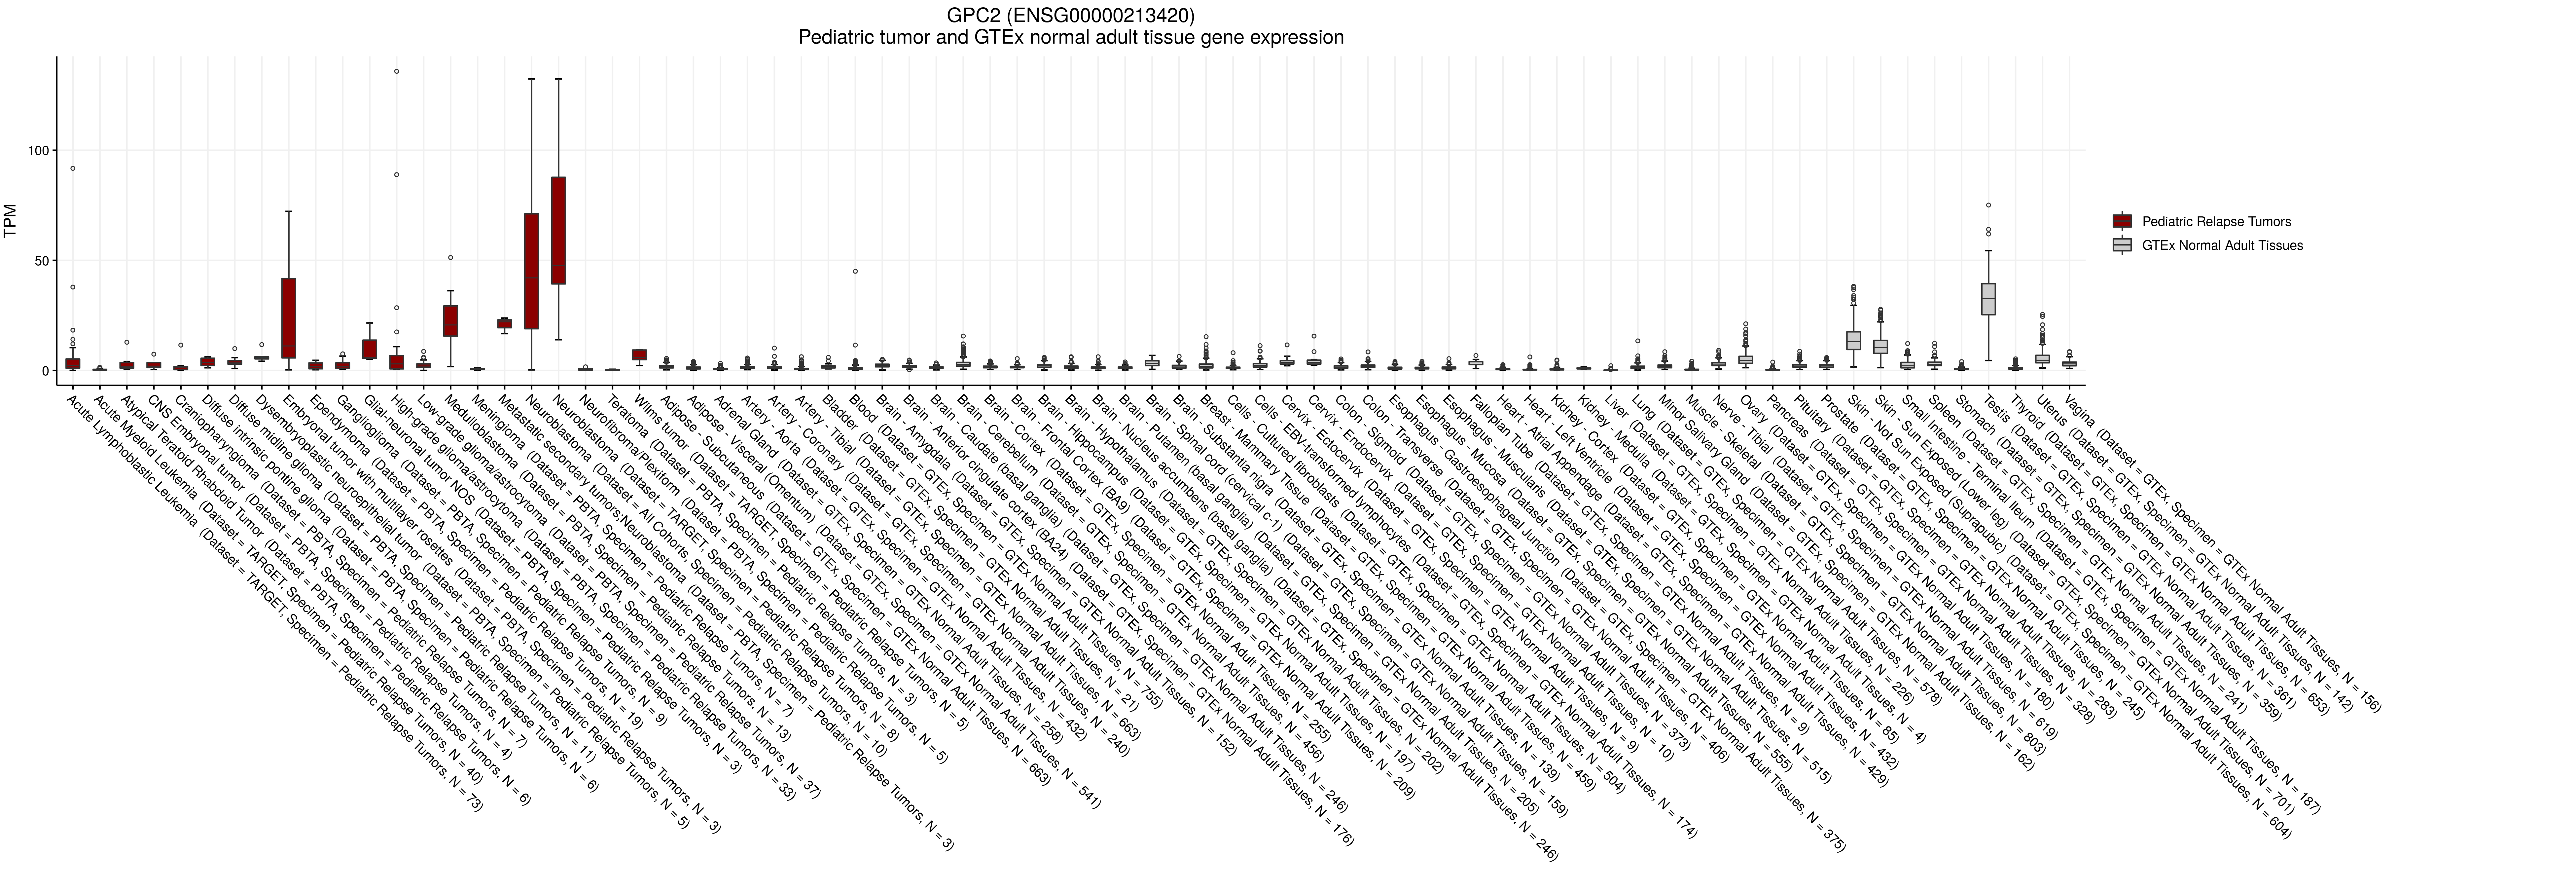 GPC2 (ENSG00000213420)
Pediatric tumor and GTEx normal adult tissue gene expression
TPM
100
50
0
Pediatric Relapse Tumors
GTEx Normal Adult Tissues
Acute Lymphoblastic Leukemia (Dataset = TARGET, Specimen = Pediatric Relapse Tumors, N = 73)
Acute Myeloid Leukemia (Dataset = TARGET, Specimen = Pediatric Relapse Tumors, N = 40)
Atypical Teratoid Rhabdoid Tumor (Dataset = PBTA, Specimen = Pediatric Relapse Tumors, N = 6)
CNS Embryonal tumor (Dataset = PBTA, Specimen = Pediatric Relapse Tumors, N = 4)
Craniopharyngioma (Dataset = PBTA, Specimen = Pediatric Relapse Tumors, N = 7)
Diffuse intrinsic pontine glioma (Dataset = PBTA, Specimen = Pediatric Relapse Tumors, N = 6)
Diffuse midline glioma (Dataset = PBTA, Specimen = Pediatric Relapse Tumors, N = 11)
Dysembryoplastic neuroepithelial tumor (Dataset = PBTA, Specimen = Pediatric Relapse Tumors, N = 5)
Embryonal tumor with multilayer rosettes (Dataset = PBTA, Specimen = Pediatric Relapse Tumors, N = 3)
Ependymoma (Dataset = PBTA, Specimen = Pediatric Relapse Tumors, N = 19)
Ganglioglioma (Dataset = PBTA, Specimen = Pediatric Relapse Tumors, N = 9)
Glial-neuronal tumor NOS (Dataset = PBTA, Specimen = Pediatric Relapse Tumors, N = 3)
High-grade glioma/astrocytoma (Dataset = PBTA, Specimen = Pediatric Relapse Tumors, N = 33)
Low-grade glioma/astrocytoma (Dataset = PBTA, Specimen = Pediatric Relapse Tumors, N = 37)
Medulloblastoma (Dataset = PBTA, Specimen = Pediatric Relapse Tumors, N = 13)
Meningioma (Dataset = PBTA, Specimen = Pediatric Relapse Tumors, N = 7)
Metastatic secondary tumors:Neuroblastoma (Dataset = PBTA, Specimen = Pediatric Relapse Tumors, N = 3)
Neuroblastoma (Dataset = All Cohorts, Specimen = Pediatric Relapse Tumors, N = 10)
Neuroblastoma (Dataset = TARGET, Specimen = Pediatric Relapse Tumors, N = 8)
Neurofibroma/Plexiform (Dataset = PBTA, Specimen = Pediatric Relapse Tumors, N = 5)
Teratoma (Dataset = PBTA, Specimen = Pediatric Relapse Tumors, N = 3)
Wilms tumor (Dataset = TARGET, Specimen = Pediatric Relapse Tumors, N = 5)
Adipose - Subcutaneous (Dataset = GTEx, Specimen = GTEx Normal Adult Tissues, N = 663)
Adipose - Visceral (Omentum) (Dataset = GTEx, Specimen = GTEx Normal Adult Tissues, N = 541)
Adrenal Gland (Dataset = GTEx, Specimen = GTEx Normal Adult Tissues, N = 258)
Artery - Aorta (Dataset = GTEx, Specimen = GTEx Normal Adult Tissues, N = 432)
Artery - Coronary (Dataset = GTEx, Specimen = GTEx Normal Adult Tissues, N = 240)
Artery - Tibial (Dataset = GTEx, Specimen = GTEx Normal Adult Tissues, N = 663)
Bladder (Dataset = GTEx, Specimen = GTEx Normal Adult Tissues, N = 21)
Blood (Dataset = GTEx, Specimen = GTEx Normal Adult Tissues, N = 755)
Brain - Amygdala (Dataset = GTEx, Specimen = GTEx Normal Adult Tissues, N = 152)
Brain - Anterior cingulate cortex (BA24) (Dataset = GTEx, Specimen = GTEx Normal Adult Tissues, N = 176)
Brain - Caudate (basal ganglia) (Dataset = GTEx, Specimen = GTEx Normal Adult Tissues, N = 246)
Brain - Cerebellum (Dataset = GTEx, Specimen = GTEx Normal Adult Tissues, N = 456)
Brain - Cortex (Dataset = GTEx, Specimen = GTEx Normal Adult Tissues, N = 255)
Brain - Frontal Cortex (BA9) (Dataset = GTEx, Specimen = GTEx Normal Adult Tissues, N = 209)
Brain - Hippocampus (Dataset = GTEx, Specimen = GTEx Normal Adult Tissues, N = 197)
Brain - Hypothalamus (Dataset = GTEx, Specimen = GTEx Normal Adult Tissues, N = 202)
Brain - Nucleus accumbens (basal ganglia) (Dataset = GTEx, Specimen = GTEx Normal Adult Tissues, N = 246)
Brain - Putamen (basal ganglia) (Dataset = GTEx, Specimen = GTEx Normal Adult Tissues, N = 205)
Brain - Spinal cord (cervical c-1) (Dataset = GTEx, Specimen = GTEx Normal Adult Tissues, N = 159)
Brain - Substantia nigra (Dataset = GTEx, Specimen = GTEx Normal Adult Tissues, N = 139)
Breast - Mammary Tissue (Dataset = GTEx, Specimen = GTEx Normal Adult Tissues, N = 459)
Cells - Cultured fibroblasts (Dataset = GTEx, Specimen = GTEx Normal Adult Tissues, N = 504)
Cells - EBV-transformed lymphocytes (Dataset = GTEx, Specimen = GTEx Normal Adult Tissues, N = 174)
Cervix - Ectocervix (Dataset = GTEx, Specimen = GTEx Normal Adult Tissues, N = 9)
Cervix - Endocervix (Dataset = GTEx, Specimen = GTEx Normal Adult Tissues, N = 10)
Colon - Sigmoid (Dataset = GTEx, Specimen = GTEx Normal Adult Tissues, N = 373)
Colon - Transverse (Dataset = GTEx, Specimen = GTEx Normal Adult Tissues, N = 406)
Esophagus - Gastroesophageal Junction (Dataset = GTEx, Specimen = GTEx Normal Adult Tissues, N = 375)
Esophagus - Mucosa (Dataset = GTEx, Specimen = GTEx Normal Adult Tissues, N = 555)
Esophagus - Muscularis (Dataset = GTEx, Specimen = GTEx Normal Adult Tissues, N = 515)
Fallopian Tube (Dataset = GTEx, Specimen = GTEx Normal Adult Tissues, N = 9)
Heart - Atrial Appendage (Dataset = GTEx, Specimen = GTEx Normal Adult Tissues, N = 429)
Heart - Left Ventricle (Dataset = GTEx, Specimen = GTEx Normal Adult Tissues, N = 432)
Kidney - Cortex (Dataset = GTEx, Specimen = GTEx Normal Adult Tissues, N = 85)
Kidney - Medulla (Dataset = GTEx, Specimen = GTEx Normal Adult Tissues, N = 4)
Liver (Dataset = GTEx, Specimen = GTEx Normal Adult Tissues, N = 226)
Lung (Dataset = GTEx, Specimen = GTEx Normal Adult Tissues, N = 578)
Minor Salivary Gland (Dataset = GTEx, Specimen = GTEx Normal Adult Tissues, N = 162)
Muscle - Skeletal (Dataset = GTEx, Specimen = GTEx Normal Adult Tissues, N = 803)
Nerve - Tibial (Dataset = GTEx, Specimen = GTEx Normal Adult Tissues, N = 619)
Ovary (Dataset = GTEx, Specimen = GTEx Normal Adult Tissues, N = 180)
Pancreas (Dataset = GTEx, Specimen = GTEx Normal Adult Tissues, N = 328)
Pituitary (Dataset = GTEx, Specimen = GTEx Normal Adult Tissues, N = 283)
Prostate (Dataset = GTEx, Specimen = GTEx Normal Adult Tissues, N = 245)
Skin - Not Sun Exposed (Suprapubic) (Dataset = GTEx, Specimen = GTEx Normal Adult Tissues, N = 604)
Skin - Sun Exposed (Lower leg) (Dataset = GTEx, Specimen = GTEx Normal Adult Tissues, N = 701)
Small Intestine - Terminal Ileum (Dataset = GTEx, Specimen = GTEx Normal Adult Tissues, N = 187)
Spleen (Dataset = GTEx, Specimen = GTEx Normal Adult Tissues, N = 241)
Stomach (Dataset = GTEx, Specimen = GTEx Normal Adult Tissues, N = 359)
Testis (Dataset = GTEx, Specimen = GTEx Normal Adult Tissues, N = 361)
Thyroid (Dataset = GTEx, Specimen = GTEx Normal Adult Tissues, N = 653)
Uterus (Dataset = GTEx, Specimen = GTEx Normal Adult Tissues, N = 142)
Vagina (Dataset = GTEx, Specimen = GTEx Normal Adult Tissues, N = 156)